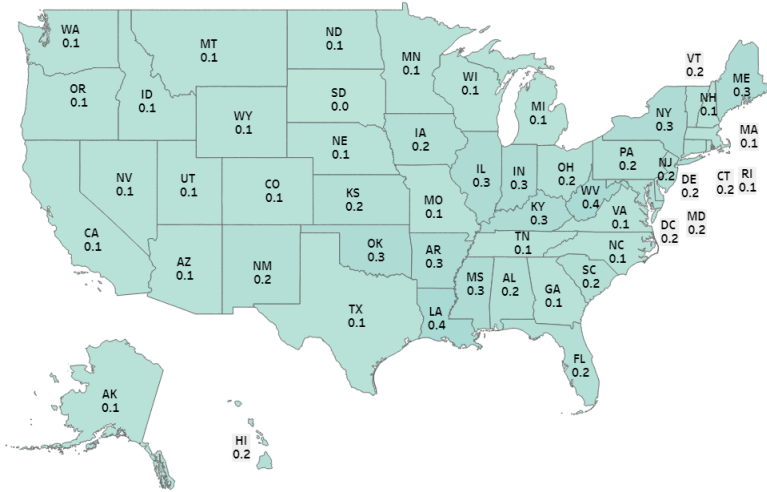 WA
0.1
MT
0.1
ND
0.1
MN
0.1
VT
0.2
ME
0.3
OR
0.1
ID
0.1
SD
0.0
WI
0.1
MI
0.1
NH
0.1
WY
0.1
NY
0.3
MA
0.1
NE
0.1
IA
0.2
PA
0.2
NJ
0.2
NV
0.1
UT
0.1
CO
0.1
KS
0.2
MO
0.1
IL
0.3
IN
0.3
OH
0.2
WV
0.4
DE
0.2
CT
0.2
RI
0.1
KY
0.3
VA
0.1
MD
0.2
DC
0.2
CA
0.1
AZ
0.1
NM
0.2
OK
0.3
AR
0.3
TN
0.1
NC
0.1
MS
0.3
AL
0.2
GA
0.1
SC
0.2
TX
0.1
LA
0.4
FL
0.2
AK
0.1
HI
0.2